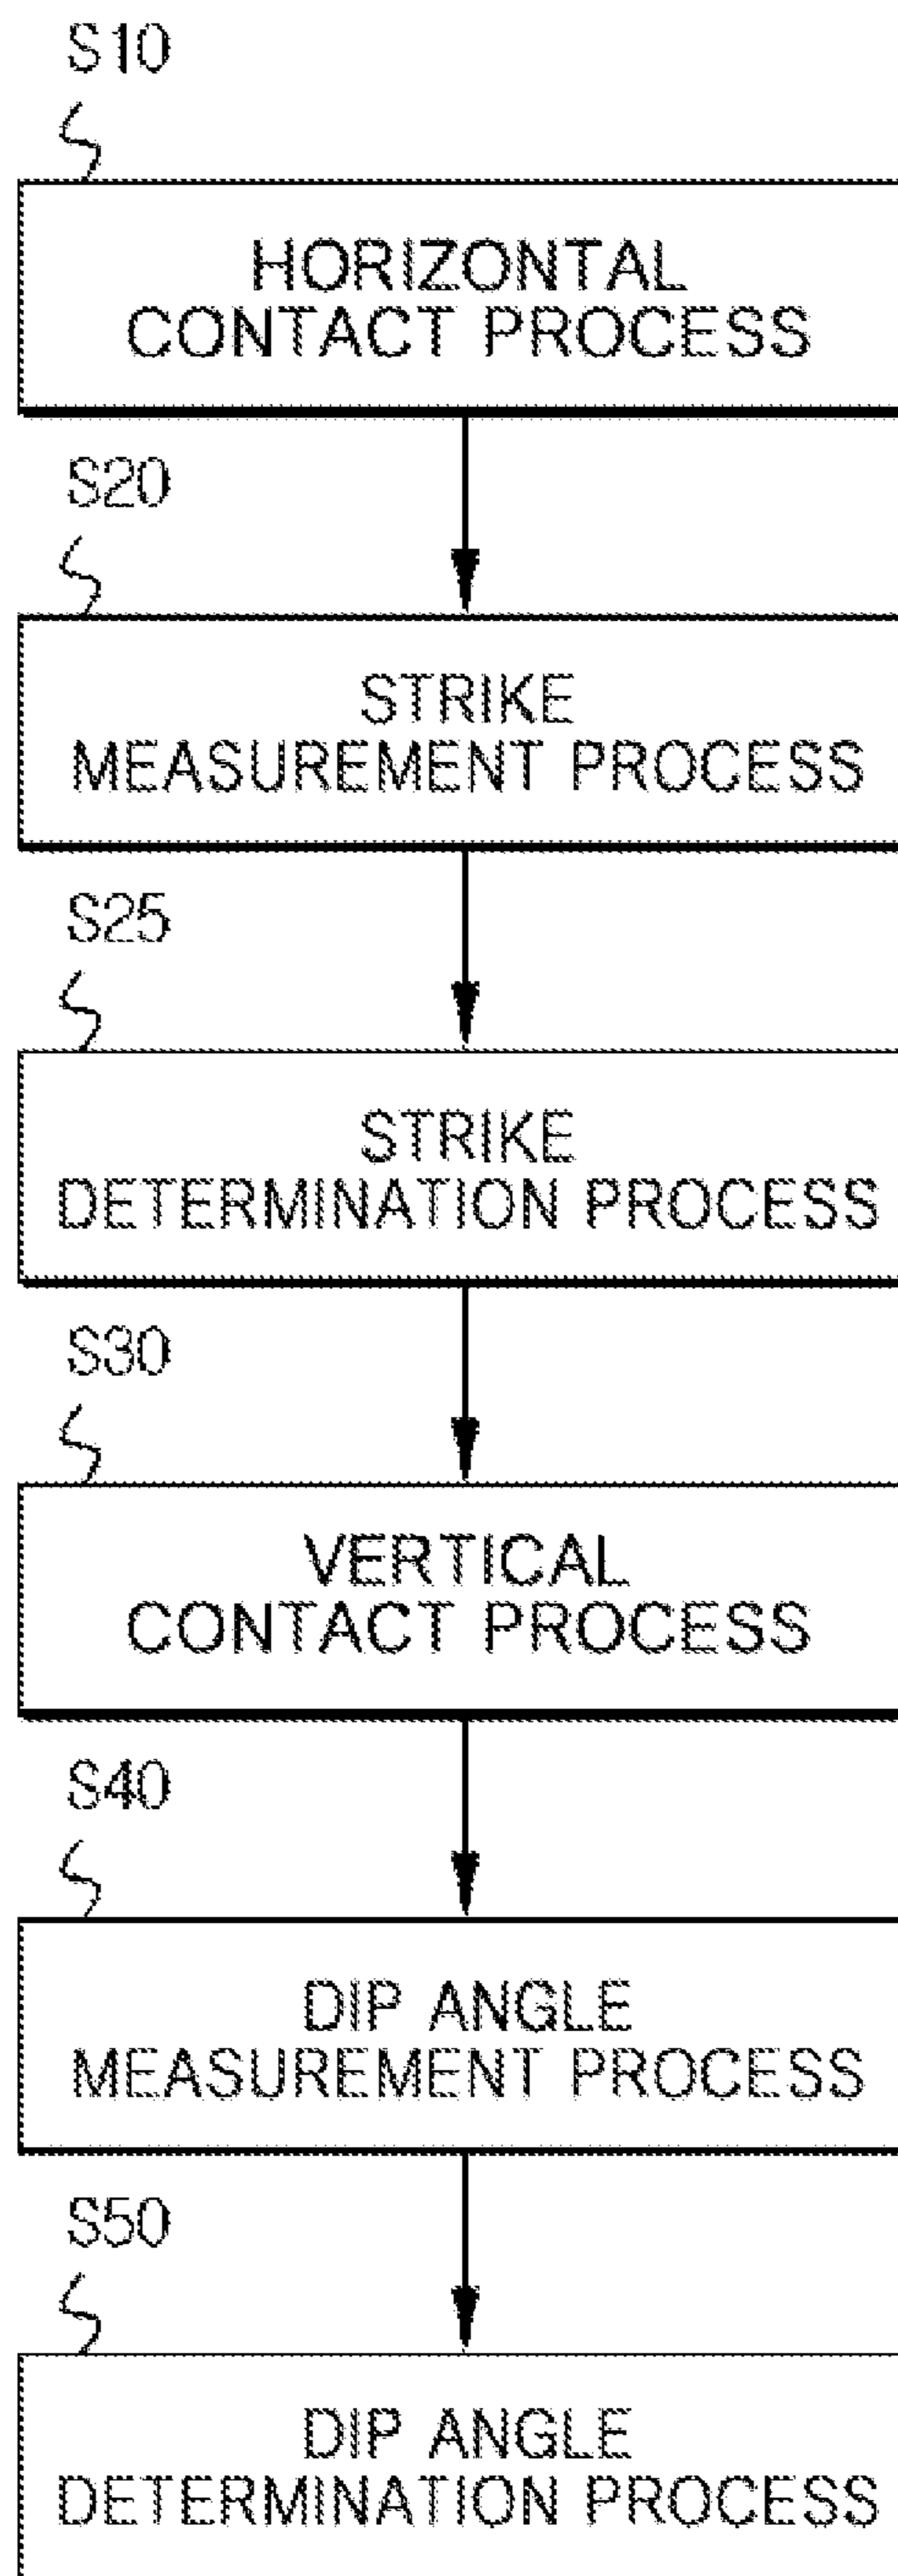 S10
HORIZONTAL
CONTACT PROCESS
S20
STRIKE
MEASUREMENT PROCESS
S25
STRIKE
DETERMINATION PROCESS
S30
VERTICAL
CONTACT PROCESS
S40
DIP ANGLE
MEASUREMENT PROCESS
S50
DIP ANGLE
DETERMINATION PROCESS